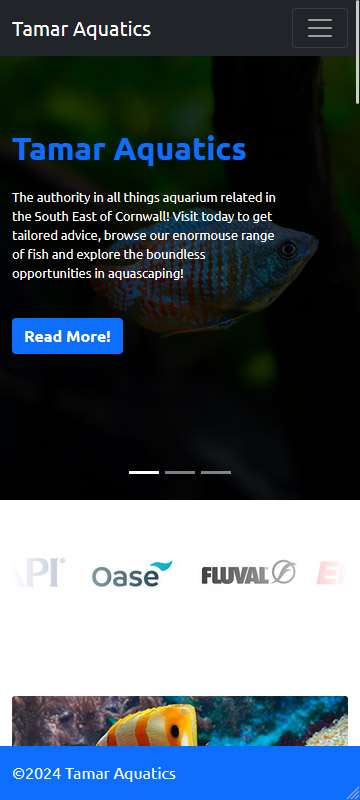 Tamar Aquatics
Tamar Aquatics
The authority in all things aquarium related in
the South East of Cornwall! Visit today to get
tailored advice, browse our enormouse range
of fish and explore the boundless
opportunities in aquascaping!
Read More!
API® Oase FLUVAL
©2024 Tamar Aquatics